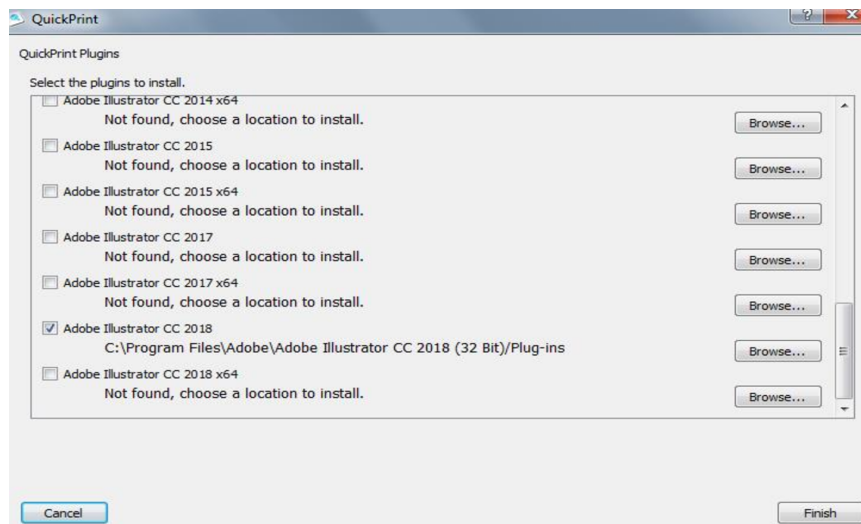 QuickPrint
QuickPrint Plugins
Select the plugins to install.
Adobe Illustrator CC 2014 x64
Not found, choose a location to install.
Browse...
Adobe Illustrator CC 2015
Not found, choose a location to install.
Browse...
Adobe Illustrator CC 2015 x64
Not found, choose a location to install.
Browse...
Adobe Illustrator CC 2017
Not found, choose a location to install.
Browse...
Adobe Illustrator CC 2017 x64
Not found, choose a location to install.
Browse...
Adobe Illustrator CC 2018
C:\Program Files\Adobe\Adobe Illustrator CC 2018 (32 Bit)/Plug-ins
Browse...
Adobe Illustrator CC 2018 x64
Not found, choose a location to install.
Browse...
Cancel
Finish